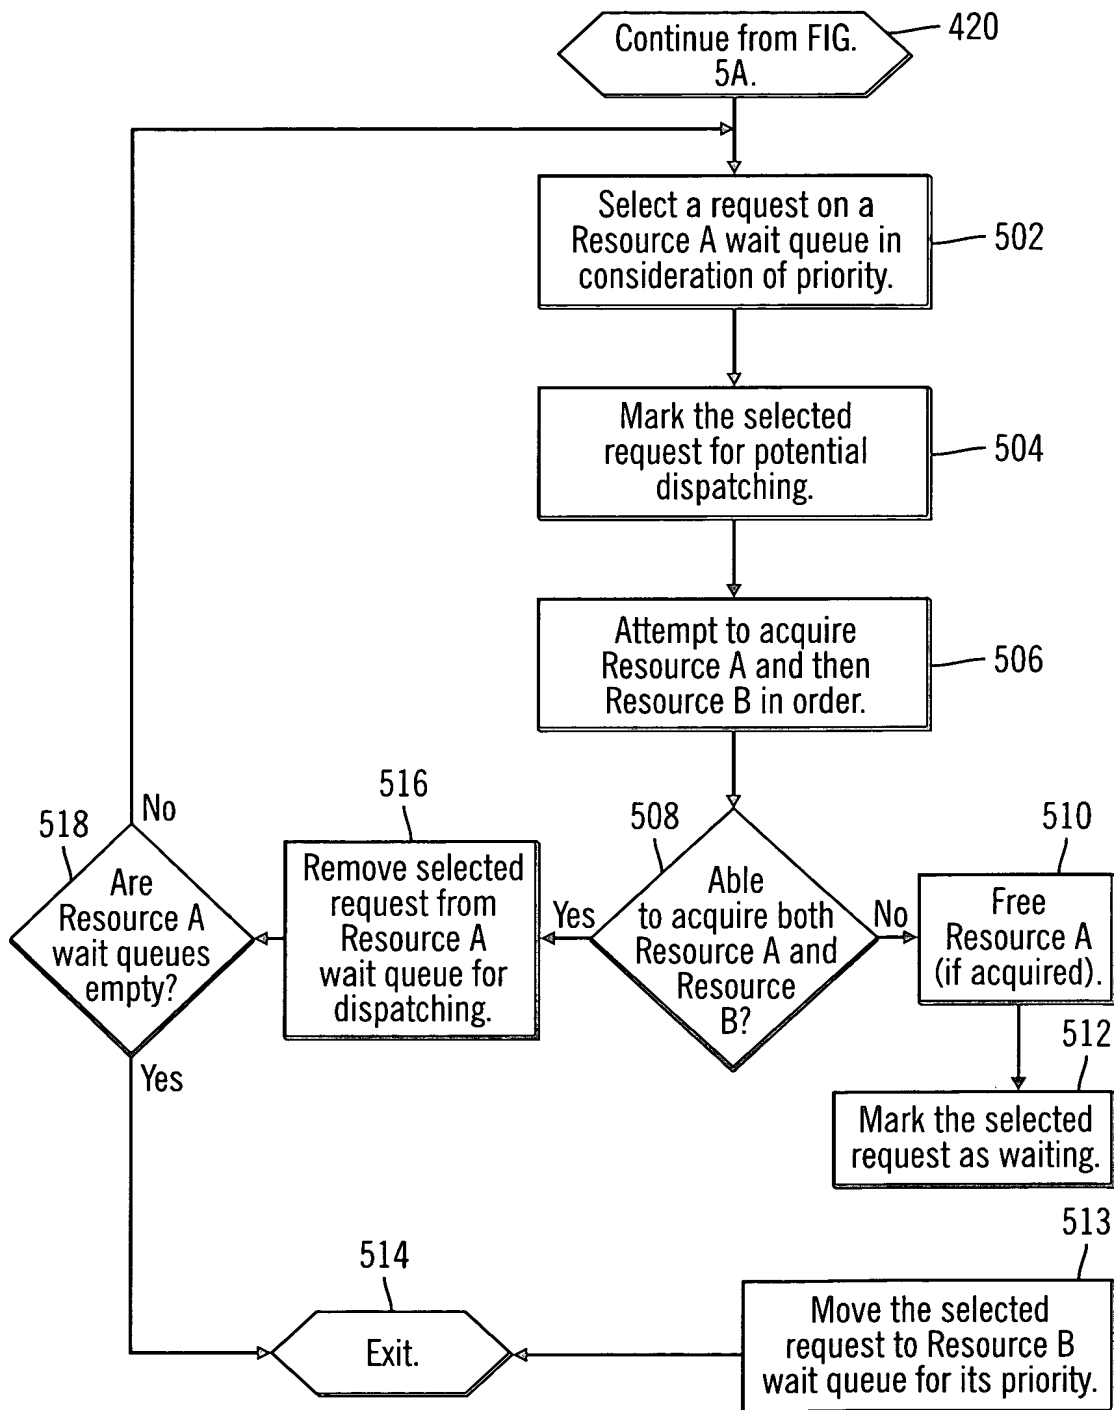 Continue from FIG.
5A.
420
Select a request on a
Resource A wait queue in
consideration of priority.
502
Mark the selected
request for potential
dispatching.
504
Attempt to acquire
Resource A and then
Resource B in order.
506
508
Able
to acquire both
Resource A and
Resource
B?
Yes
No
510
Free
Resource A
(if acquired).
512
Mark the selected
request as waiting.
513
Move the selected
request to Resource B
wait queue for its priority.
516
Remove selected
request from
Resource A
wait queue for
dispatching.
518
No
Are
Resource A
wait queues
empty?
Yes
514
Exit.